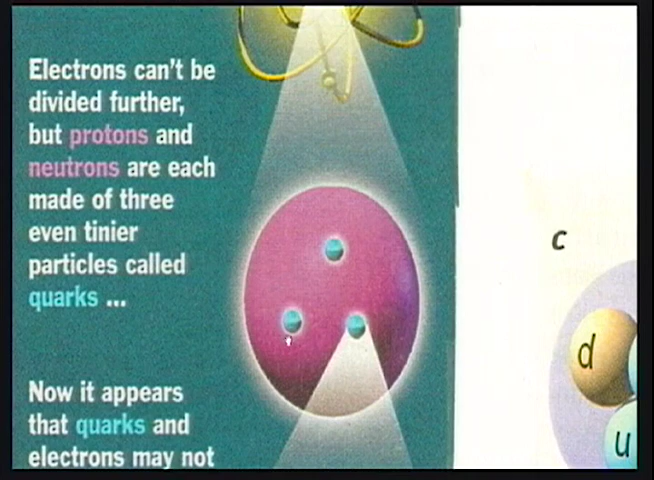 Electrons can't be
divided further,
but protons and
neutrons are each
made of three
even tinier
particles called
quarks ...
Now it appears
that quarks and
electrons may not
c
d
u